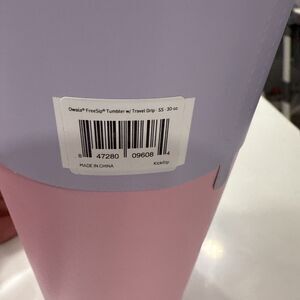 Owala® FreeSip® Tumbler w/ Travel Grip - SS - 30 oz
8 47280 09608 4
MADE IN CHINA